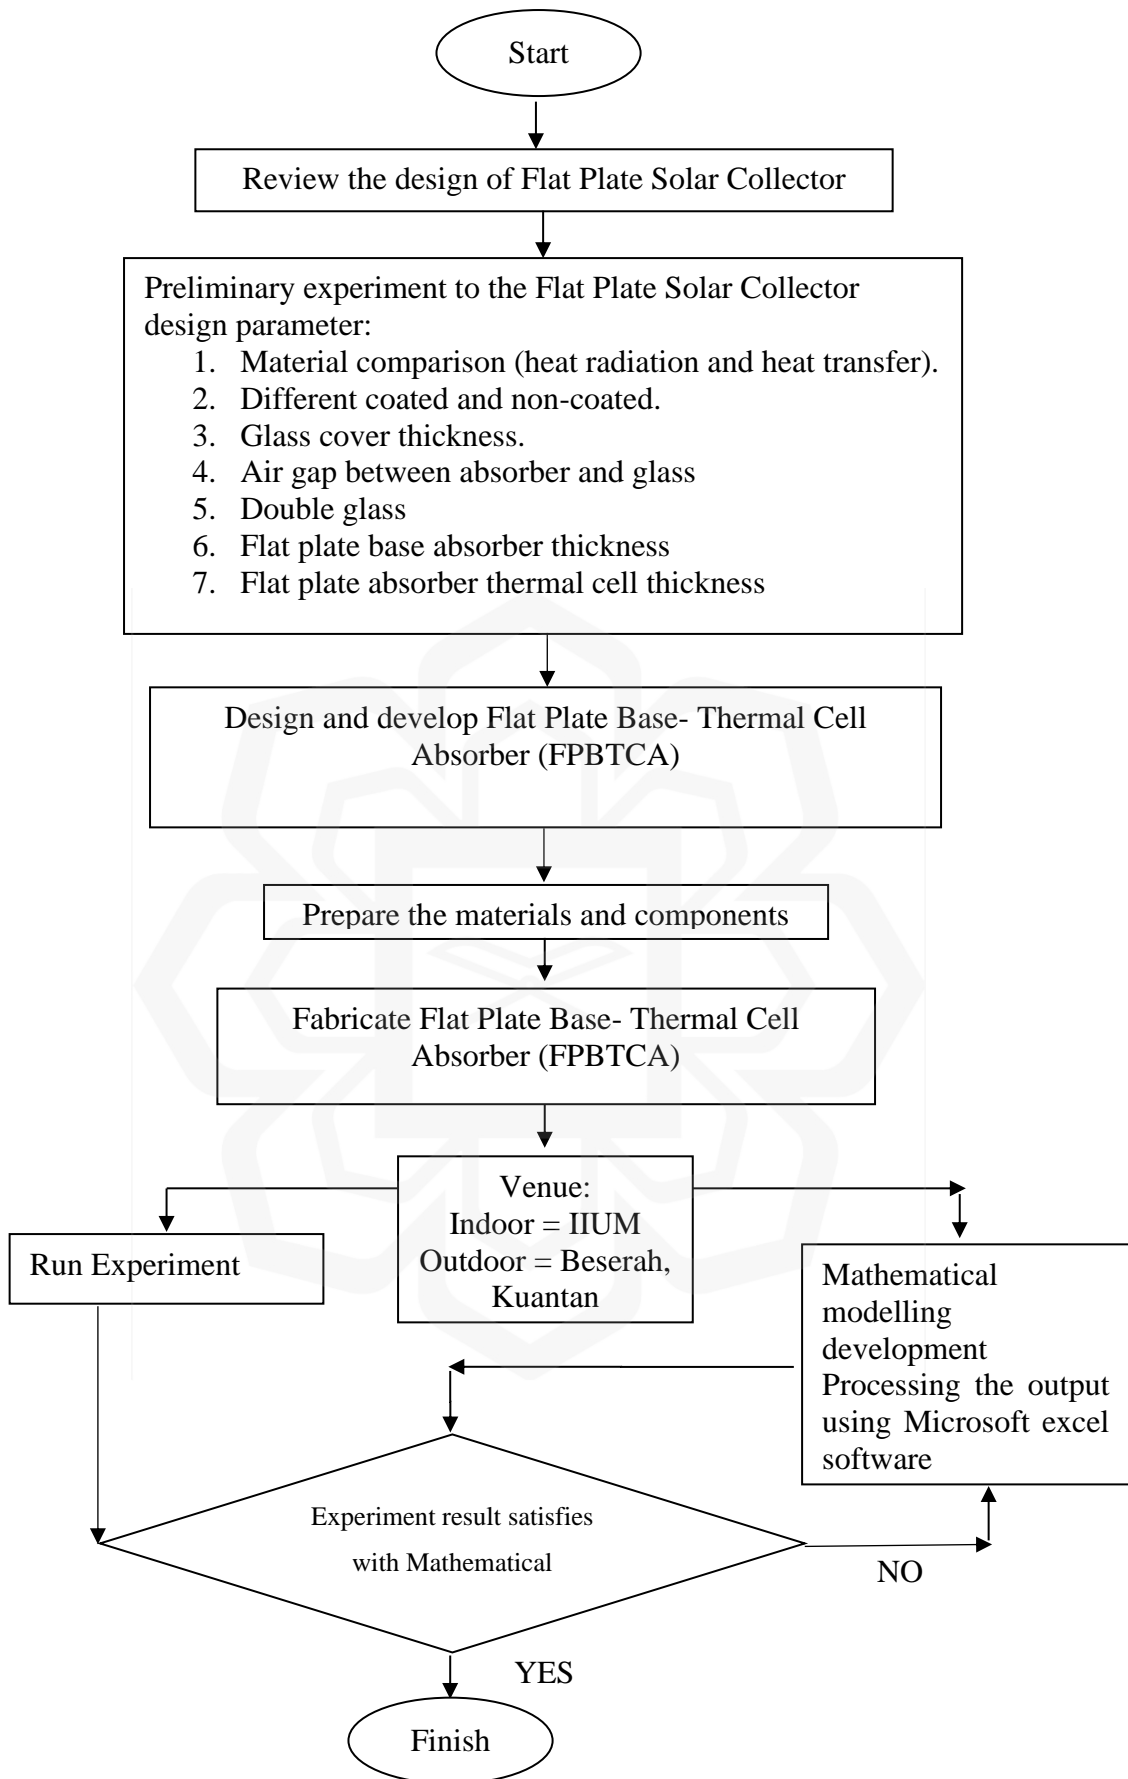 Start
Review the design of Flat Plate Solar Collector
Preliminary experiment to the Flat Plate Solar Collector
design parameter:
1. Material comparison (heat radiation and heat transfer).
2. Different coated and non-coated.
3. Glass cover thickness.
4. Air gap between absorber and glass
5. Double glass
6. Flat plate base absorber thickness
7. Flat plate absorber thermal cell thickness
Design and develop Flat Plate Base- Thermal Cell
Absorber (FPBTCA)
Prepare the materials and components
Fabricate Flat Plate Base- Thermal Cell
Absorber (FPBTCA)
Venue:
Indoor = IIUM
Outdoor = Beserah,
Kuantan
Run Experiment
Mathematical
modelling
development
Processing the output
using Microsoft excel
software
Experiment result satisfies
with Mathematical
NO
YES
Finish